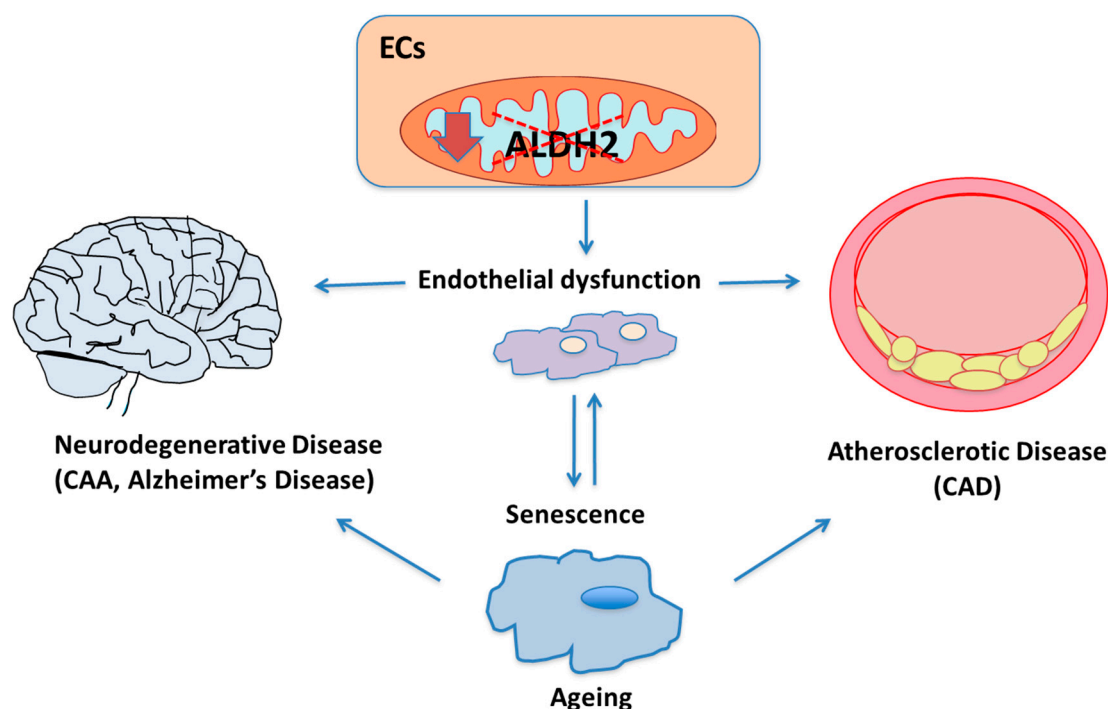 ECs
ALDH2
Endothelial dysfunction
Neurodegenerative Disease
(CAA, Alzheimer’s Disease)
Atherosclerotic Disease
(CAD)
Senescence
Ageing